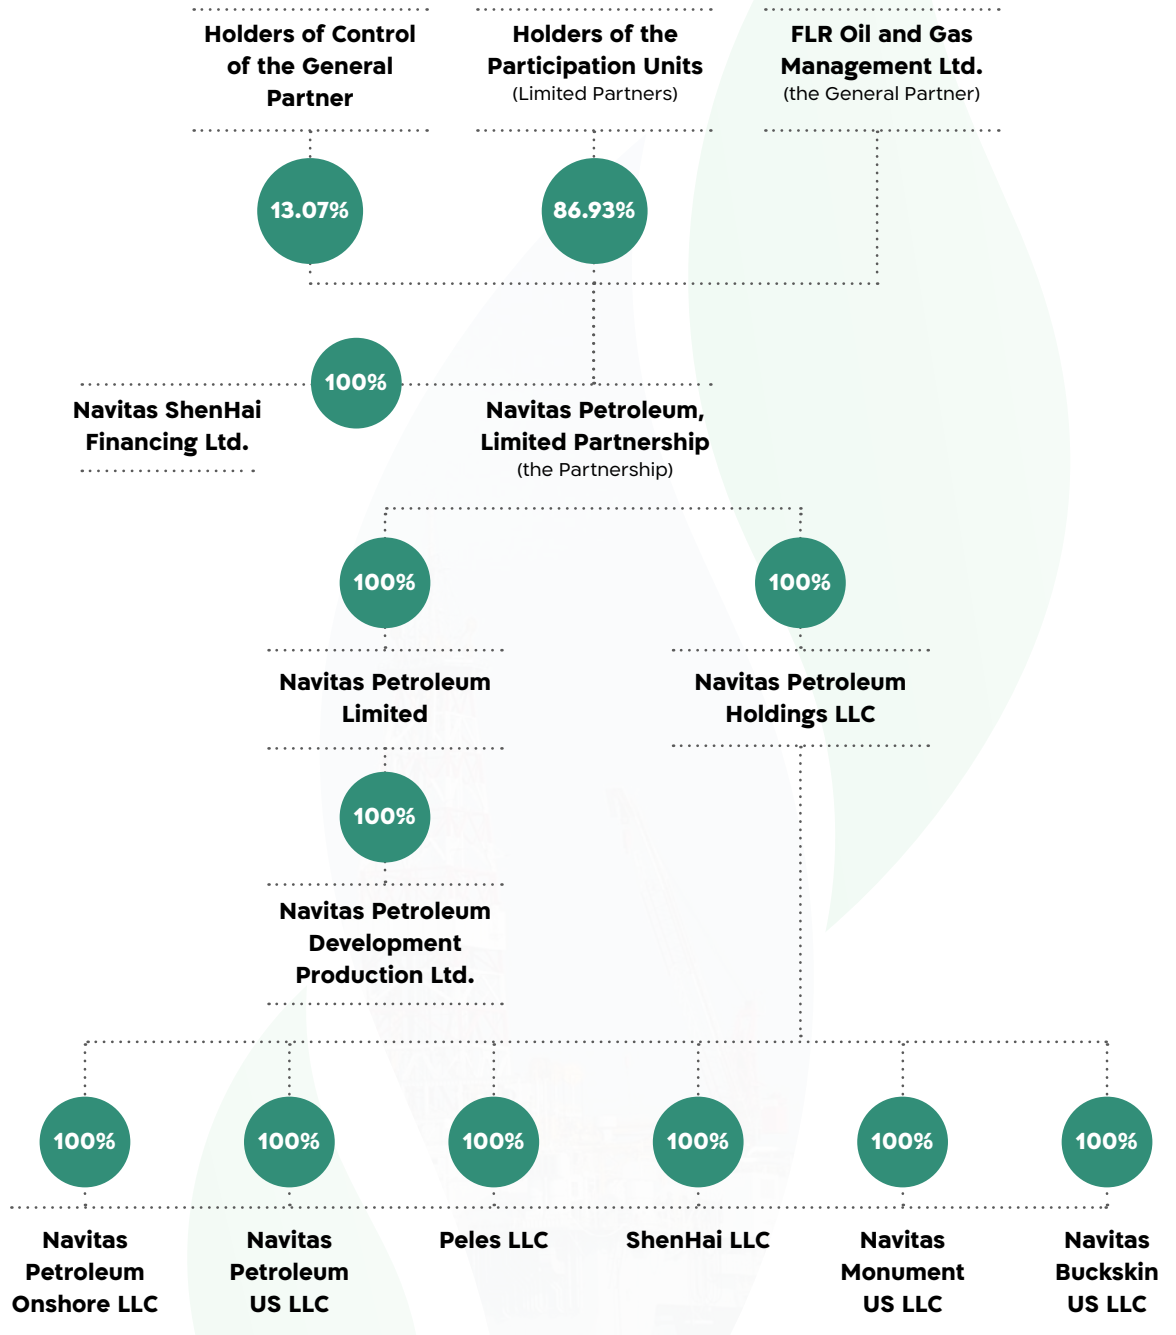 Holders of Control
of the General
Partner
Holders of the
Participation Units
(Limited Partners)
FLR Oil and Gas
Management Ltd.
(the General Partner)
13.07%
86.93%
100%
Navitas ShenHai
Financing Ltd.
Navitas Petroleum,
Limited Partnership
(the Partnership)
100%
100%
Navitas Petroleum
Limited
Navitas Petroleum
Holdings LLC
100%
Navitas Petroleum
Development
Production Ltd.
100%
100%
100%
100%
100%
100%
Navitas
Petroleum
Onshore LLC
Navitas
Petroleum
US LLC
Peles LLC
ShenHai LLC
Navitas
Monument
US LLC
Navitas
Buckskin
US LLC